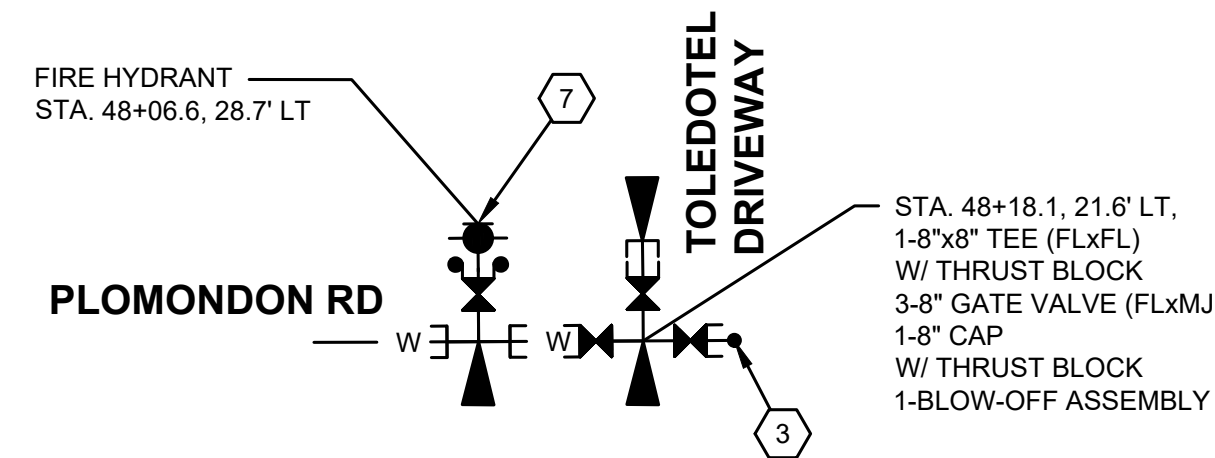 FIRE HYDRANT
STA. 48+06.6, 28.7' LT
7
TOLEDOTEL
DRIVEWAY
PLOMONDON RD
W
W
STA. 48+18.1, 21.6' LT,
1-8"x8" TEE (FLxFL)
W/ THRUST BLOCK
3-8" GATE VALVE (FLxMJ
1-8" CAP
W/ THRUST BLOCK
1-BLOW-OFF ASSEMBLY
3